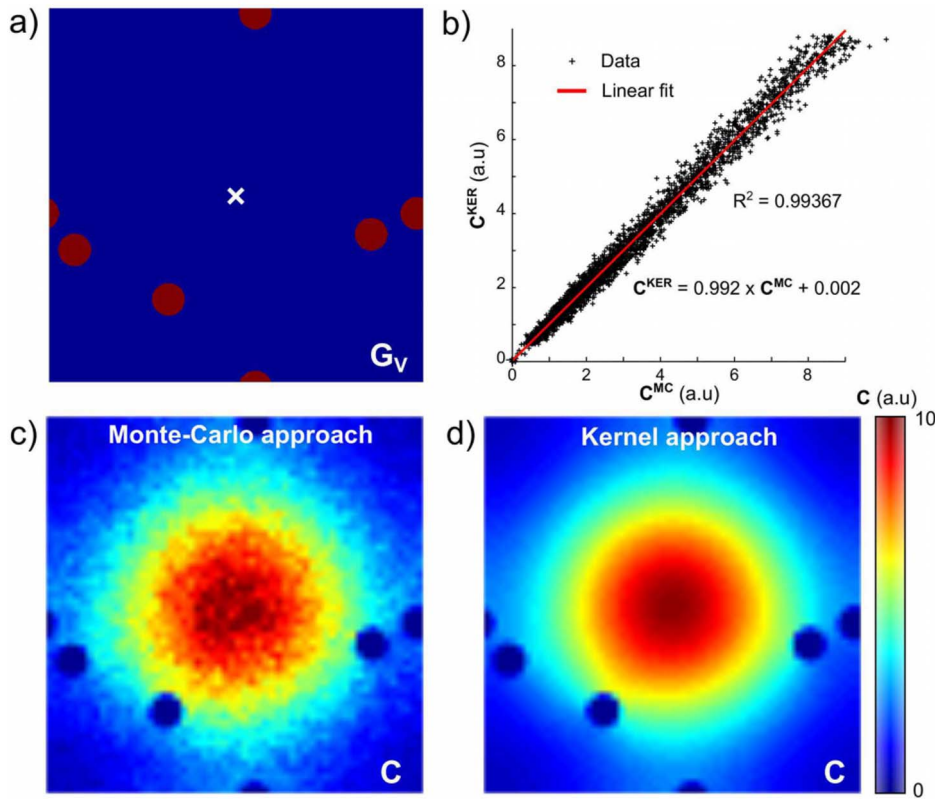 a)
G_V
b)
Data
Linear fit
R² = 0.99367
C^KER = 0.992 x C^MC + 0.002
C^KER (a.u)
8
6
4
2
0
0 2 4 6 8
C^MC (a.u)
c)
Monte-Carlo approach
C
d)
Kernel approach
C
C (a.u)
10
0